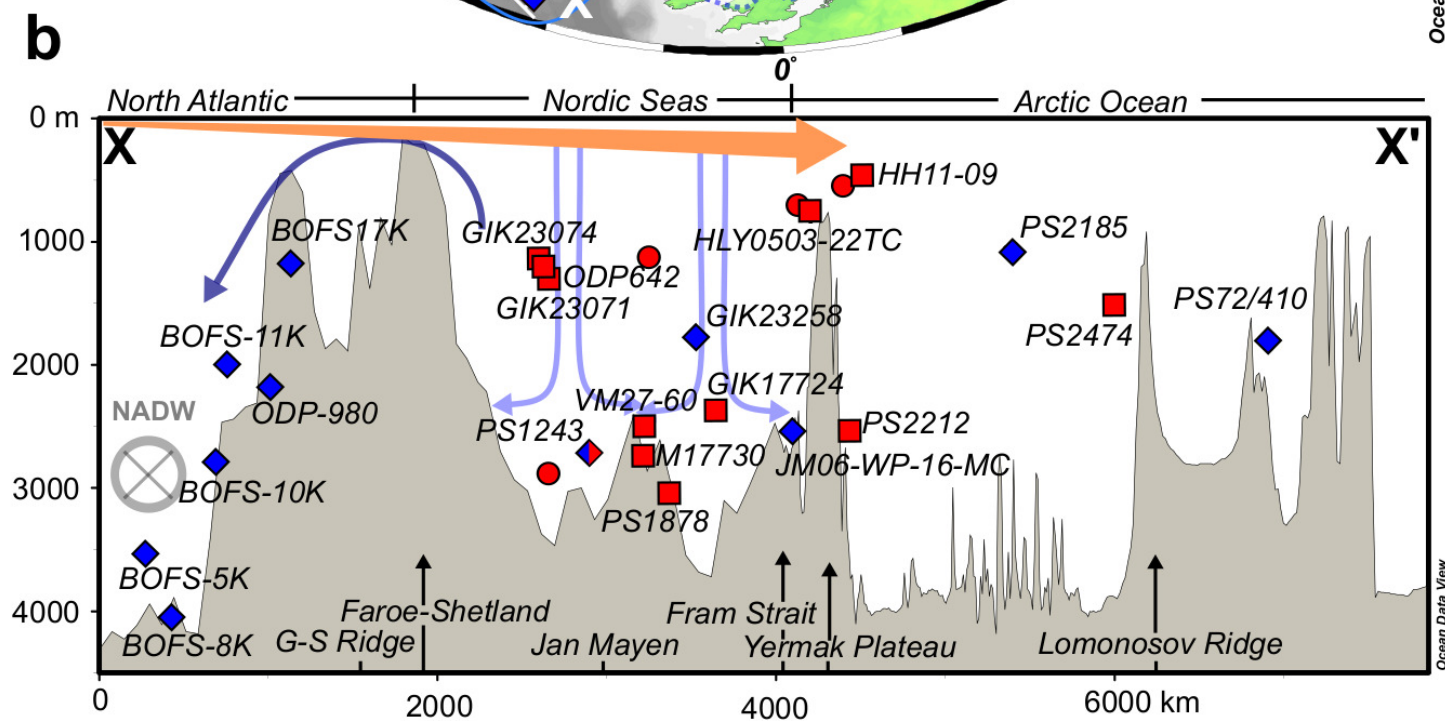 X
Ocea
b
0°
North Atlantic
Nordic Seas
Arctic Ocean
0 m
X
X'
HH11-09
BOFS17K
GIK23074
HLY0503-22TC
PS2185
1000
ODP642
GIK23071
GIK23258
PS72/410
PS2474
BOFS-11K
2000
VM27-60
GIK17724
NADW
ODP-980
PS1243
PS2212
M17730
JM06-WP-16-MC
3000
BOFS-10K
PS1878
BOFS-5K
4000
Faroe-Shetland
Fram Strait
BOFS-8K
G-S Ridge
Jan Mayen
Yermak Plateau
Lomonosov Ridge
Ocean Data View
0
2000
4000
6000 km